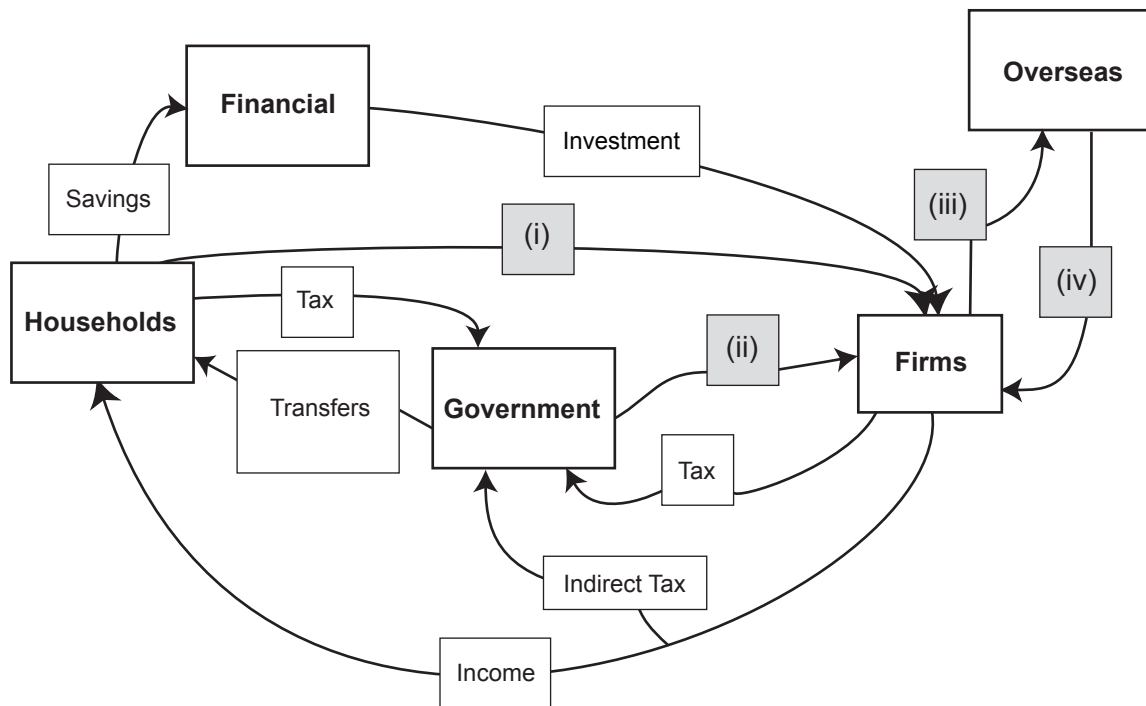 Overseas
Financial
Investment
Savings
(iii)
(i)
(iv)
Tax
Households
(ii)
Firms
Transfers
Government
Tax
Indirect Tax
Income